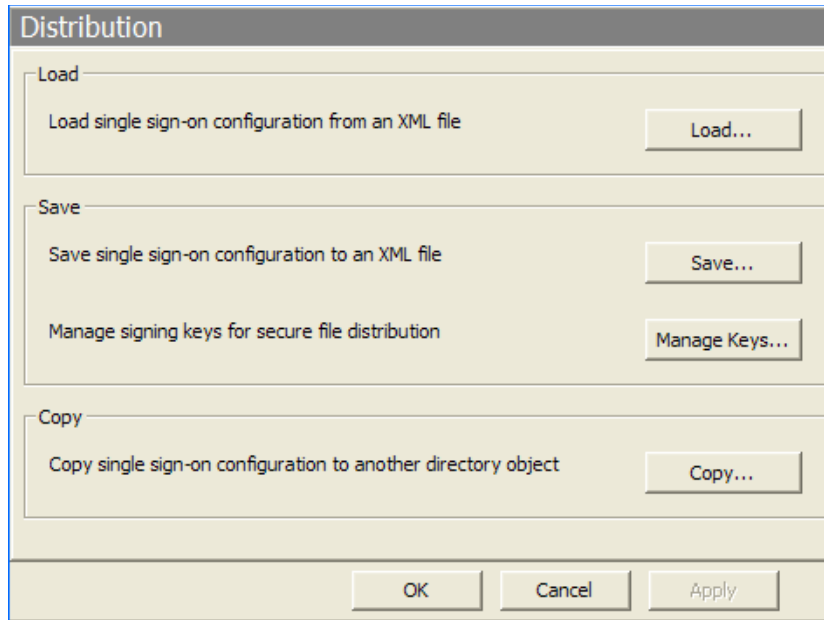 Distribution
Load
Load single sign-on configuration from an XML file
Load...
Save
Save single sign-on configuration to an XML file
Save...
Manage signing keys for secure file distribution
Manage Keys...
Copy
Copy single sign-on configuration to another directory object
Copy...
OK
Cancel
Apply